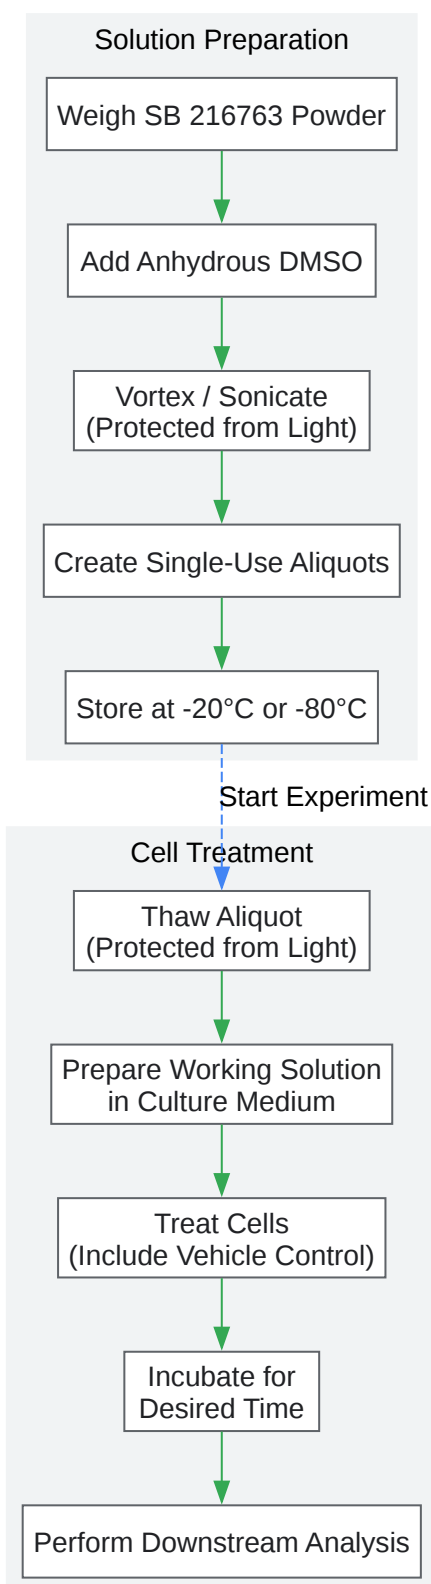 Solution Preparation
Weigh SB 216763 Powder
Add Anhydrous DMSO
Vortex / Sonicate
(Protected from Light)
Create Single-Use Aliquots
Store at -20°C or -80°C
Start Experiment
Cell Treatment
Thaw Aliquot
(Protected from Light)
Prepare Working Solution
in Culture Medium
Treat Cells
(Include Vehicle Control)
Incubate for
Desired Time
Perform Downstream Analysis